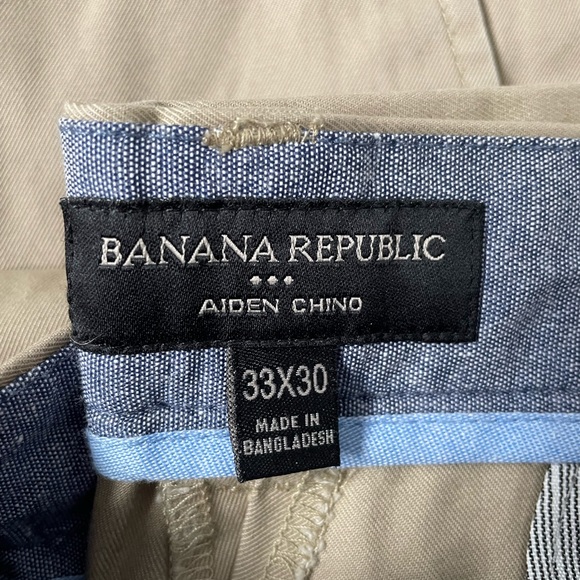 BANANA REPUBLIC
AIDEN CHINO
33X30
MADE IN
BANGLADESH